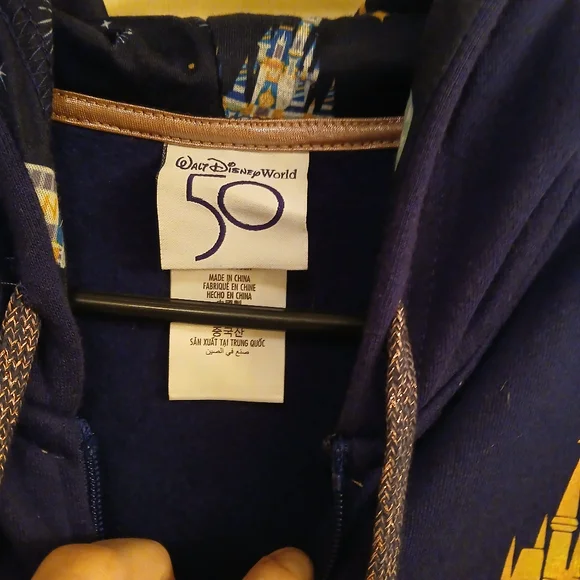 Walt Disney World
50
MADE IN CHINA
FABRIQUÉ EN CHINE
HECHO EN CHINA
중국산
SẢN XUẤT TẠI TRUNG QUỐC
صنع في الصين